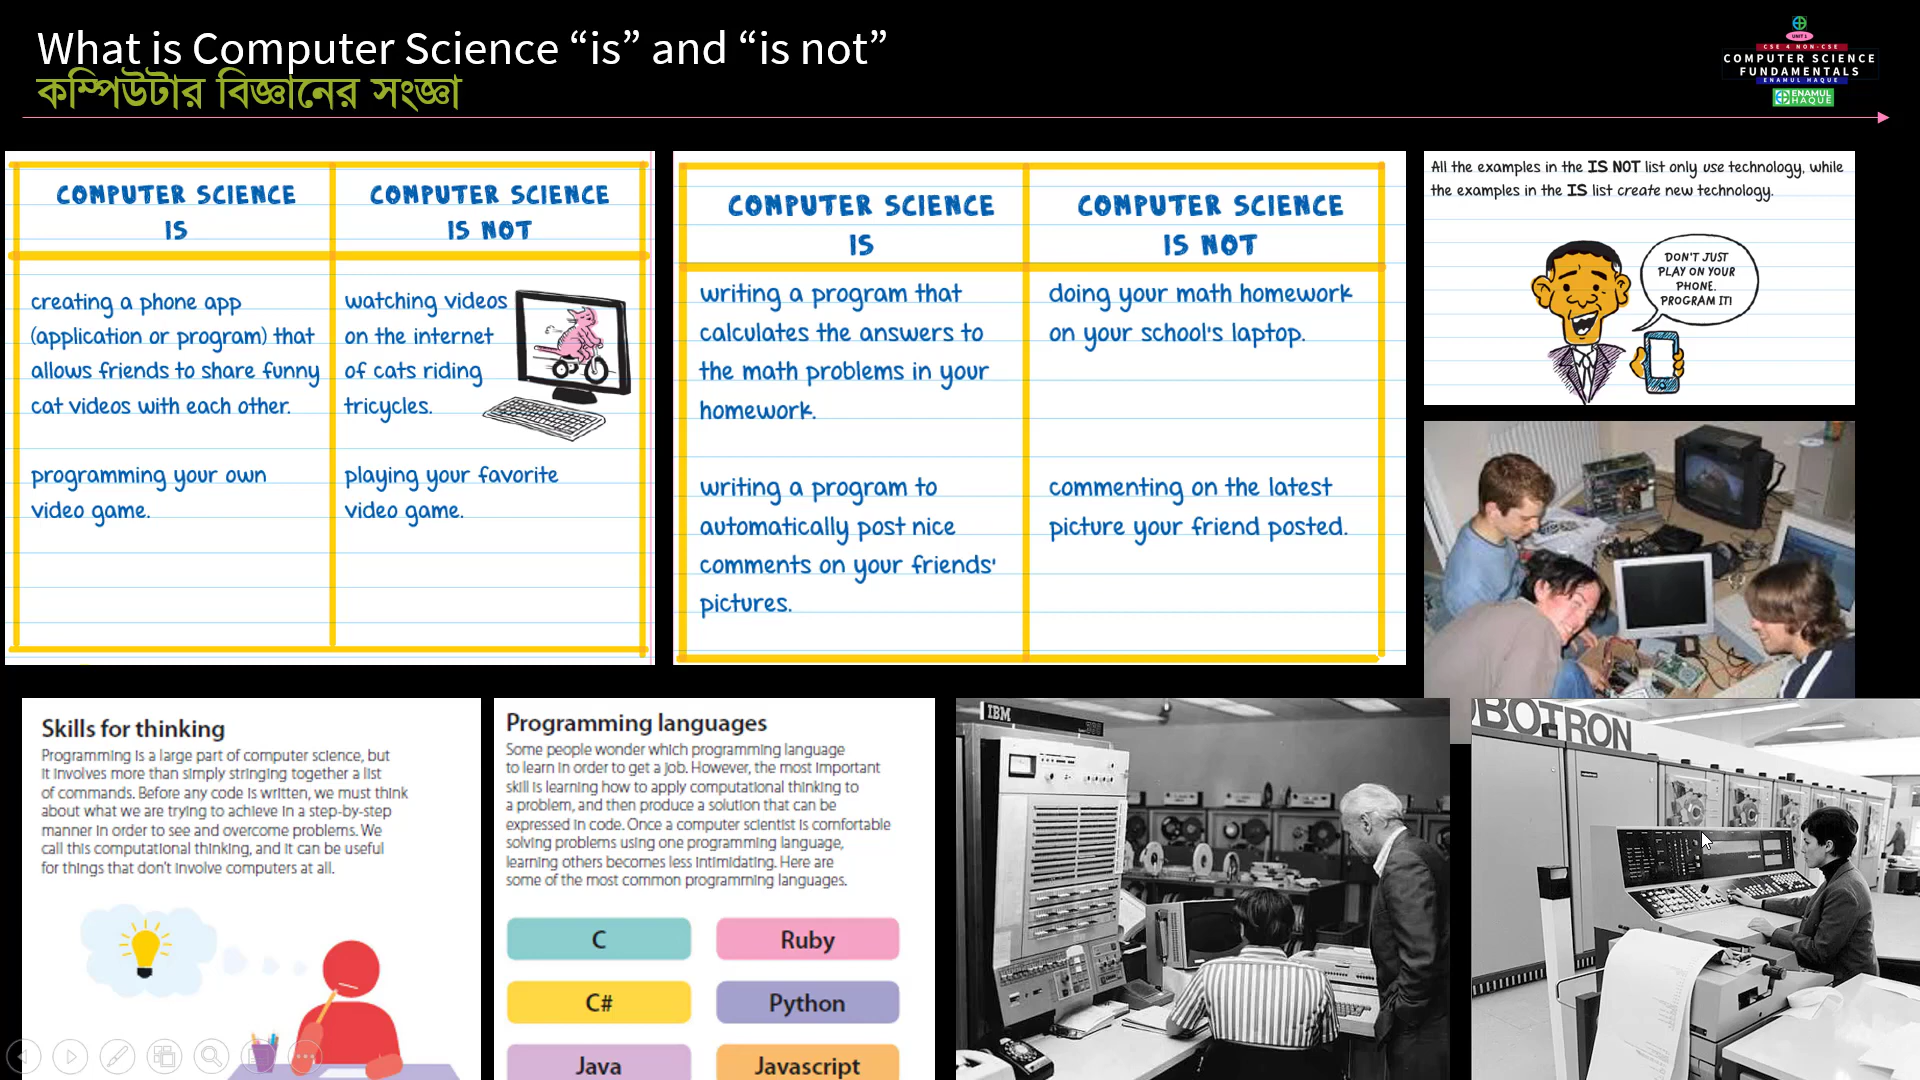 What is Computer Science “is” and “is not”
কম্পিউটার বিজ্ঞানের সংজ্ঞা
UNIT 1
CSE 4 NON-CSE
COMPUTER SCIENCE
FUNDAMENTALS
ENAMUL HAQUE
ENAMUL
HAQUE
COMPUTER SCIENCE
IS
COMPUTER SCIENCE
IS NOT
creating a phone app
(application or program) that
allows friends to share funny
cat videos with each other.
watching videos
on the internet
of cats riding
tricycles.
programming your own
video game.
playing your favorite
video game.
COMPUTER SCIENCE
IS
COMPUTER SCIENCE
IS NOT
writing a program that
calculates the answers to
the math problems in your
homework.
doing your math homework
on your school's laptop.
writing a program to
automatically post nice
comments on your friends'
pictures.
commenting on the latest
picture your friend posted.
All the examples in the IS NOT list only use technology, while
the examples in the IS list create new technology.
DON'T JUST
PLAY ON YOUR
PHONE.
PROGRAM IT!
Skills for thinking
Programming is a large part of computer science, but
it involves more than simply stringing together a list
of commands. Before any code is written, we must think
about what we are trying to achieve in a step-by-step
manner in order to see and overcome problems. We
call this computational thinking, and it can be useful
for things that don't involve computers at all.
Programming languages
Some people wonder which programming language
to learn in order to get a job. However, the most important
skill is learning how to apply computational thinking to
a problem, and then produce a solution that can be
expressed in code. Once a computer scientist is comfortable
solving problems using one programming language,
learning others becomes less intimidating. Here are
some of the most common programming languages.
C
Ruby
C#
Python
Java
Javascript
IBM
BOTRON